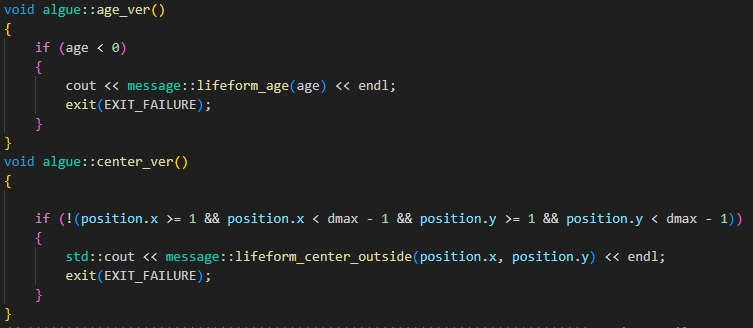 void algue::age_ver()
{
    if (age < 0)
    {
        cout << message::lifeform_age(age) << endl;
        exit(EXIT_FAILURE);
    }
}
void algue::center_ver()
{

    if (!(position.x >= 1 && position.x < dmax - 1 && position.y >= 1 && position.y < dmax - 1))
    {
        std::cout << message::lifeform_center_outside(position.x, position.y) << endl;
        exit(EXIT_FAILURE);
    }
}